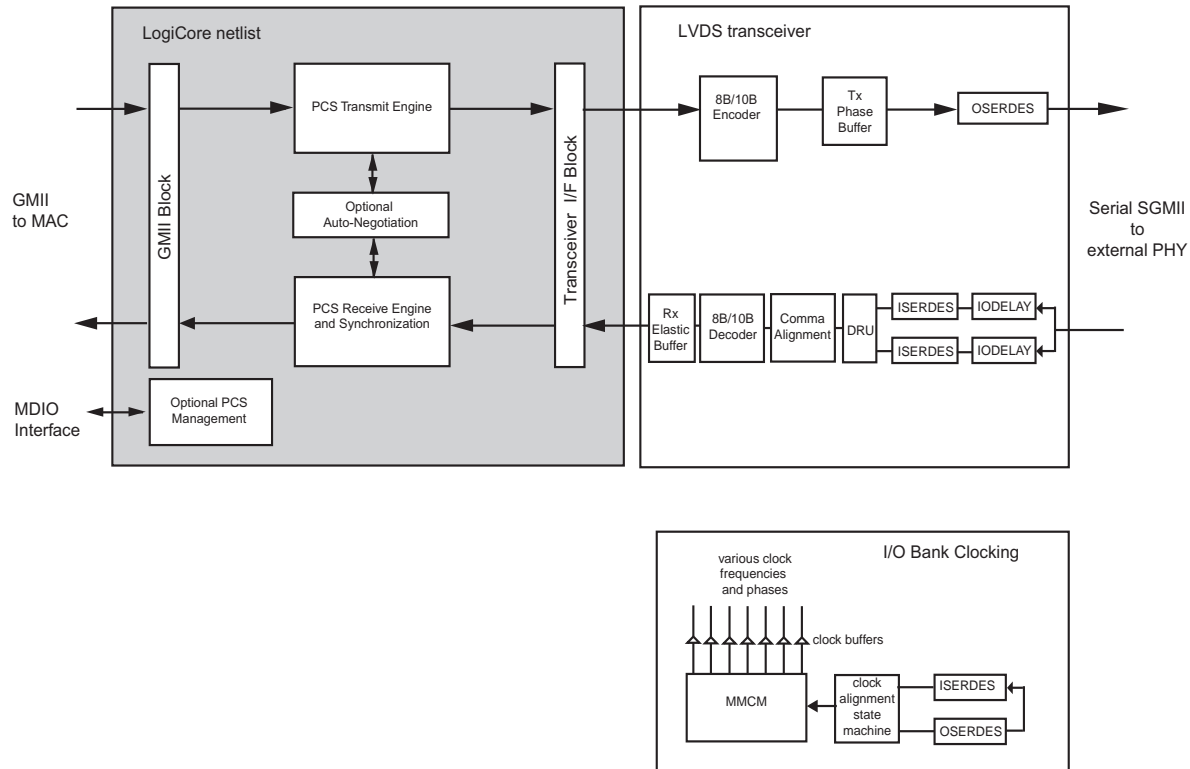 LogiCore netlist
LVDS transceiver
GMII
to MAC
GMII Block
PCS Transmit Engine
Optional
Auto-Negotiation
PCS Receive Engine
and Synchronization
Transceiver I/F Block
8B/10B
Encoder
Tx
Phase
Buffer
OSERDES
Serial SGMII
to
external PHY
Rx
Elastic
Buffer
8B/10B
Decoder
Comma
Alignment
DRU
ISERDES
IODELAY
ISERDES
IODELAY
MDIO
Interface
Optional PCS
Management
I/O Bank Clocking
various clock
frequencies
and phases
clock buffers
MMCM
clock
alignment
state
machine
ISERDES
OSERDES